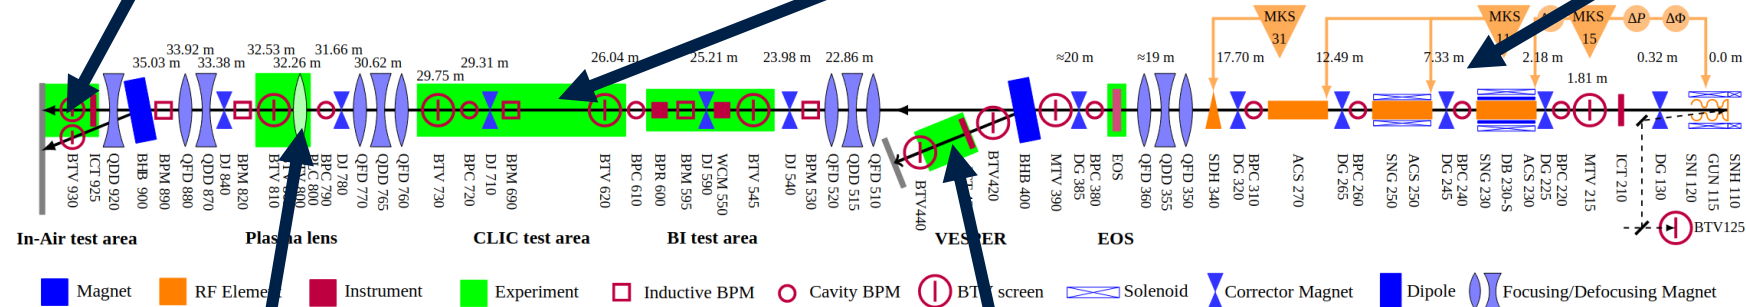 MKS 31
MKS
MKS 15
ΔP
ΔΦ
35.03 m
33.92 m
33.38 m
32.53 m
32.26 m
31.66 m
30.62 m
29.75 m
29.31 m
26.04 m
25.21 m
23.98 m
22.86 m
≈20 m
≈19 m
17.70 m
12.49 m
7.33 m
2.18 m
1.81 m
0.32 m
0.0 m
BTV 930
ICT 925
QDD 920
BHB 900
BPM 890
QFD 880
QDD 870
DJ 840
BPM 820
BTV 810
BPC 790
DJ 780
QFD 770
QDD 765
QFD 760
BTV 730
BPC 720
DJ 710
BPM 690
BTV 620
BPC 610
BPR 600
BPM 595
DJ 590
WCM 550
BTV 545
DJ 540
BPM 530
QFD 520
QDD 515
QFD 510
BTV440
BTV420
BHB 400
MTV 390
DG 385
BPC 380
EOS
QFD 360
QDD 355
QFD 350
SDH 340
DG 320
BPC 310
ACS 270
DG 265
BPC 260
SNG 250
ACS 250
DG 245
BPC 240
SNG 230
DB 230-S
ACS 230
DG 225
BPC 220
MTV 215
ICT 210
DG 130
SNI 120
GUN 115
SNH 110
BTV125
In-Air test area
Plasma lens
CLIC test area
BI test area
VESPER
EOS
Magnet
RF Element
Instrument
Experiment
Inductive BPM
Cavity BPM
screen
Solenoid
Corrector Magnet
Dipole
Focusing/Defocusing Magnet